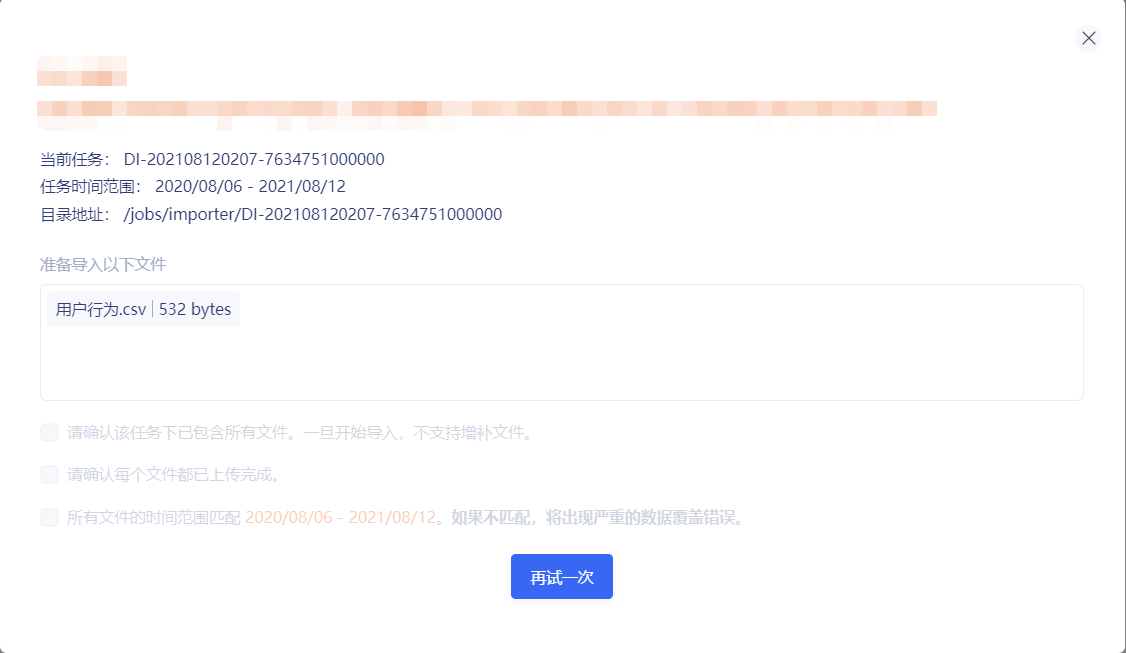 当前任务： DI-202108120207-7634751000000
任务时间范围： 2020/08/06 - 2021/08/12
目录地址： /jobs/importer/DI-202108120207-7634751000000
准备导入以下文件
用户行为.csv | 532 bytes
请确认该任务下已包含所有文件。一旦开始导入，不支持增补文件。
请确认每个文件都已上传完成。
所有文件的时间范围匹配 2020/08/06 - 2021/08/12。如果不匹配，将出现严重的数据覆盖错误。
再试一次